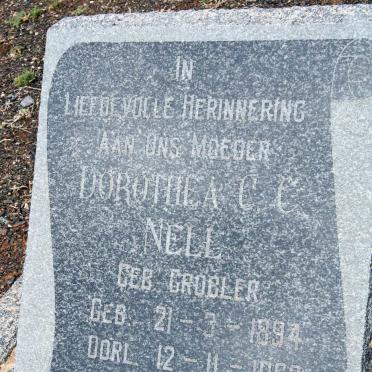 IN
LIEFDEVOLLE HERINNERING
AAN ONS MOEDER
DOROTHEA C. C.
NELL
GEB. GROBLER
GEB. 21 - 3 - 1894
OORL. 12 - 11 -